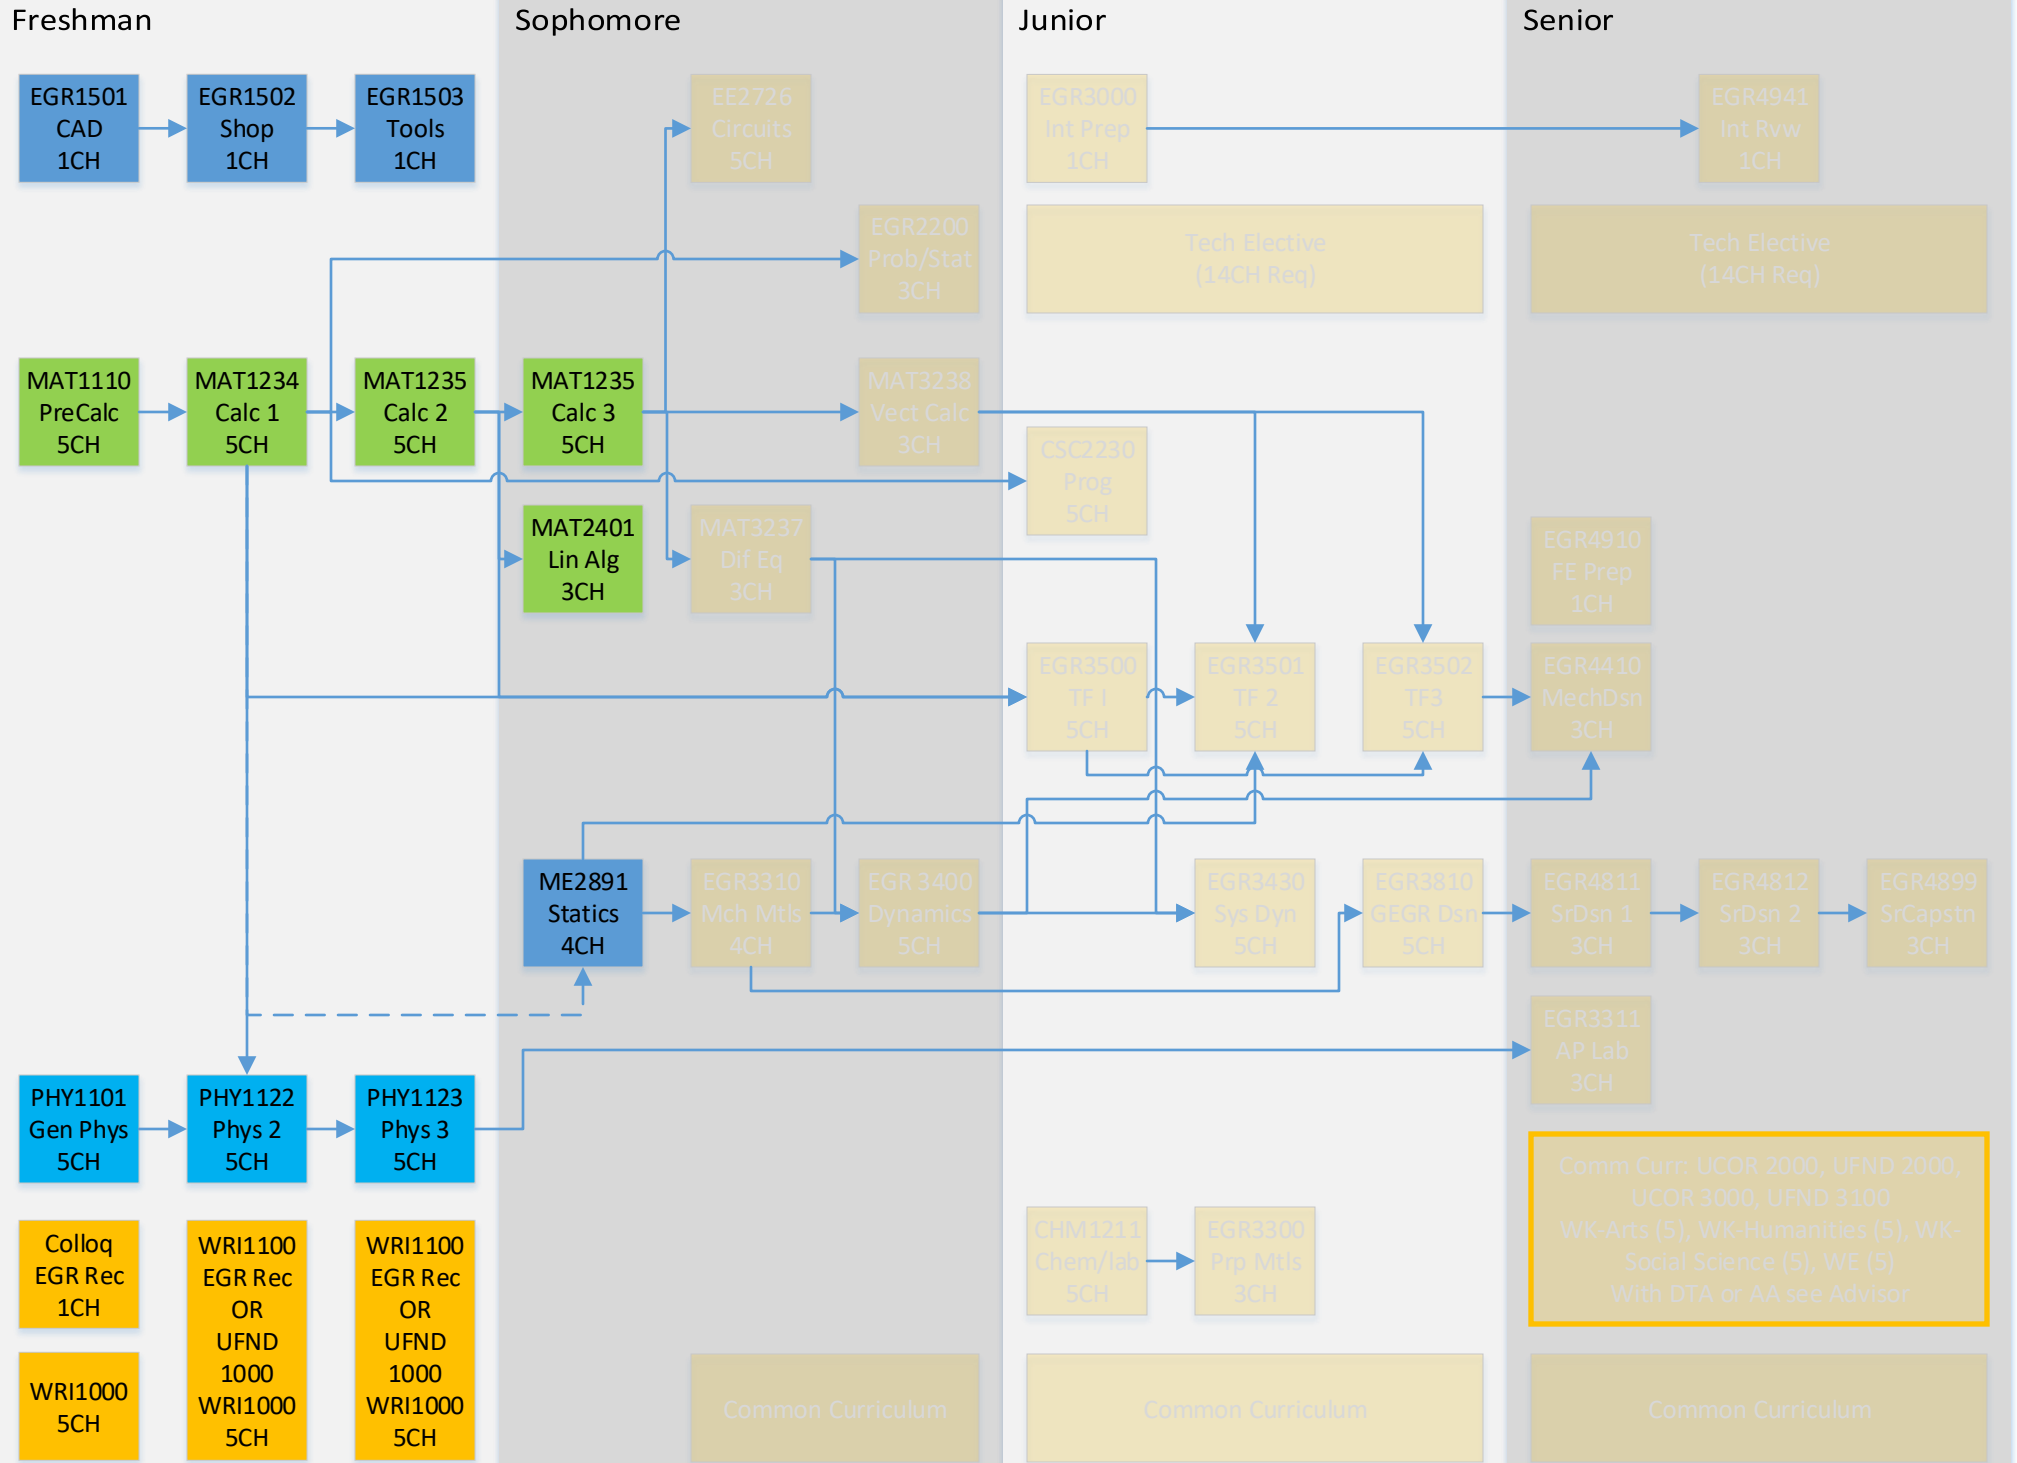 Freshman
Sophomore
Junior
Senior
EGR1501
CAD
1CH
EGR1502
Shop
1CH
EGR1503
Tools
1CH
EE2726
Circuits
5CH
EGR3000
Int Prep
1CH
EGR4941
Int Rvw
1CH
EGR2200
Prob/Stat
3CH
Tech Elective
(14CH Req)
Tech Elective
(14CH Req)
MAT1110
PreCalc
5CH
MAT1234
Calc 1
5CH
MAT1235
Calc 2
5CH
MAT1235
Calc 3
5CH
MAT3238
Vect Calc
3CH
CSC2230
Prog
5CH
MAT2401
Lin Alg
3CH
MAT3237
Dif Eq
3CH
EGR4910
FE Prep
1CH
EGR3500
TF I
5CH
EGR3501
TF 2
5CH
EGR3502
TF3
5CH
EGR4410
MechDsn
3CH
ME2891
Statics
4CH
EGR3310
Mch Mtls
4CH
EGR 3400
Dynamics
5CH
EGR3430
Sys Dyn
5CH
EGR3810
GEGR Dsn
5CH
EGR4811
SrDsn 1
3CH
EGR4812
SrDsn 2
3CH
EGR4899
SrCapstn
3CH
EGR3311
AP Lab
3CH
PHY1101
Gen Phys
5CH
PHY1122
Phys 2
5CH
PHY1123
Phys 3
5CH
Comm Curr: UCOR 2000, UFND 2000,
UCOR 3000, UFND 3100
WK-Arts (5), WK-Humanities (5), WK-
Social Science (5), WE (5)
With DTA or AA see Advisor
Colloq
EGR Rec
1CH
WRI1100
EGR Rec
OR
UFND
1000
WRI1000
5CH
WRI1100
EGR Rec
OR
UFND
1000
WRI1000
5CH
CHM1211
Chem/lab
5CH
EGR3300
Prp Mtls
3CH
WRI1000
5CH
Common Curriculum
Common Curriculum
Common Curriculum